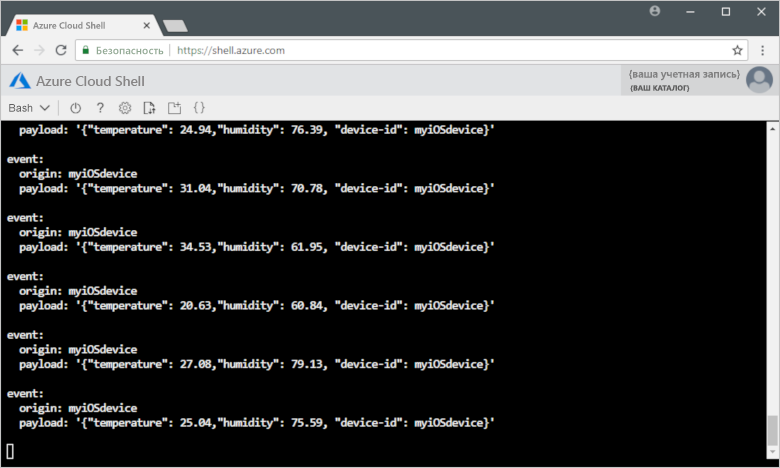 Azure Cloud Shell
Безопасность | https://shell.azure.com
Azure Cloud Shell
{ваша учетная запись}
(ВАШ КАТАЛОГ)
Bash ? { }
payload: '{"temperature": 24.94,"humidity": 76.39, "device-id": myiOSdevice}'
event:
origin: myiOSdevice
payload: '{"temperature": 31.04,"humidity": 70.78, "device-id": myiOSdevice}'
event:
origin: myiOSdevice
payload: '{"temperature": 34.53,"humidity": 61.95, "device-id": myiOSdevice}'
event:
origin: myiOSdevice
payload: '{"temperature": 20.63,"humidity": 60.84, "device-id": myiOSdevice}'
event:
origin: myiOSdevice
payload: '{"temperature": 27.08,"humidity": 79.13, "device-id": myiOSdevice}'
event:
origin: myiOSdevice
payload: '{"temperature": 25.04,"humidity": 75.59, "device-id": myiOSdevice}'